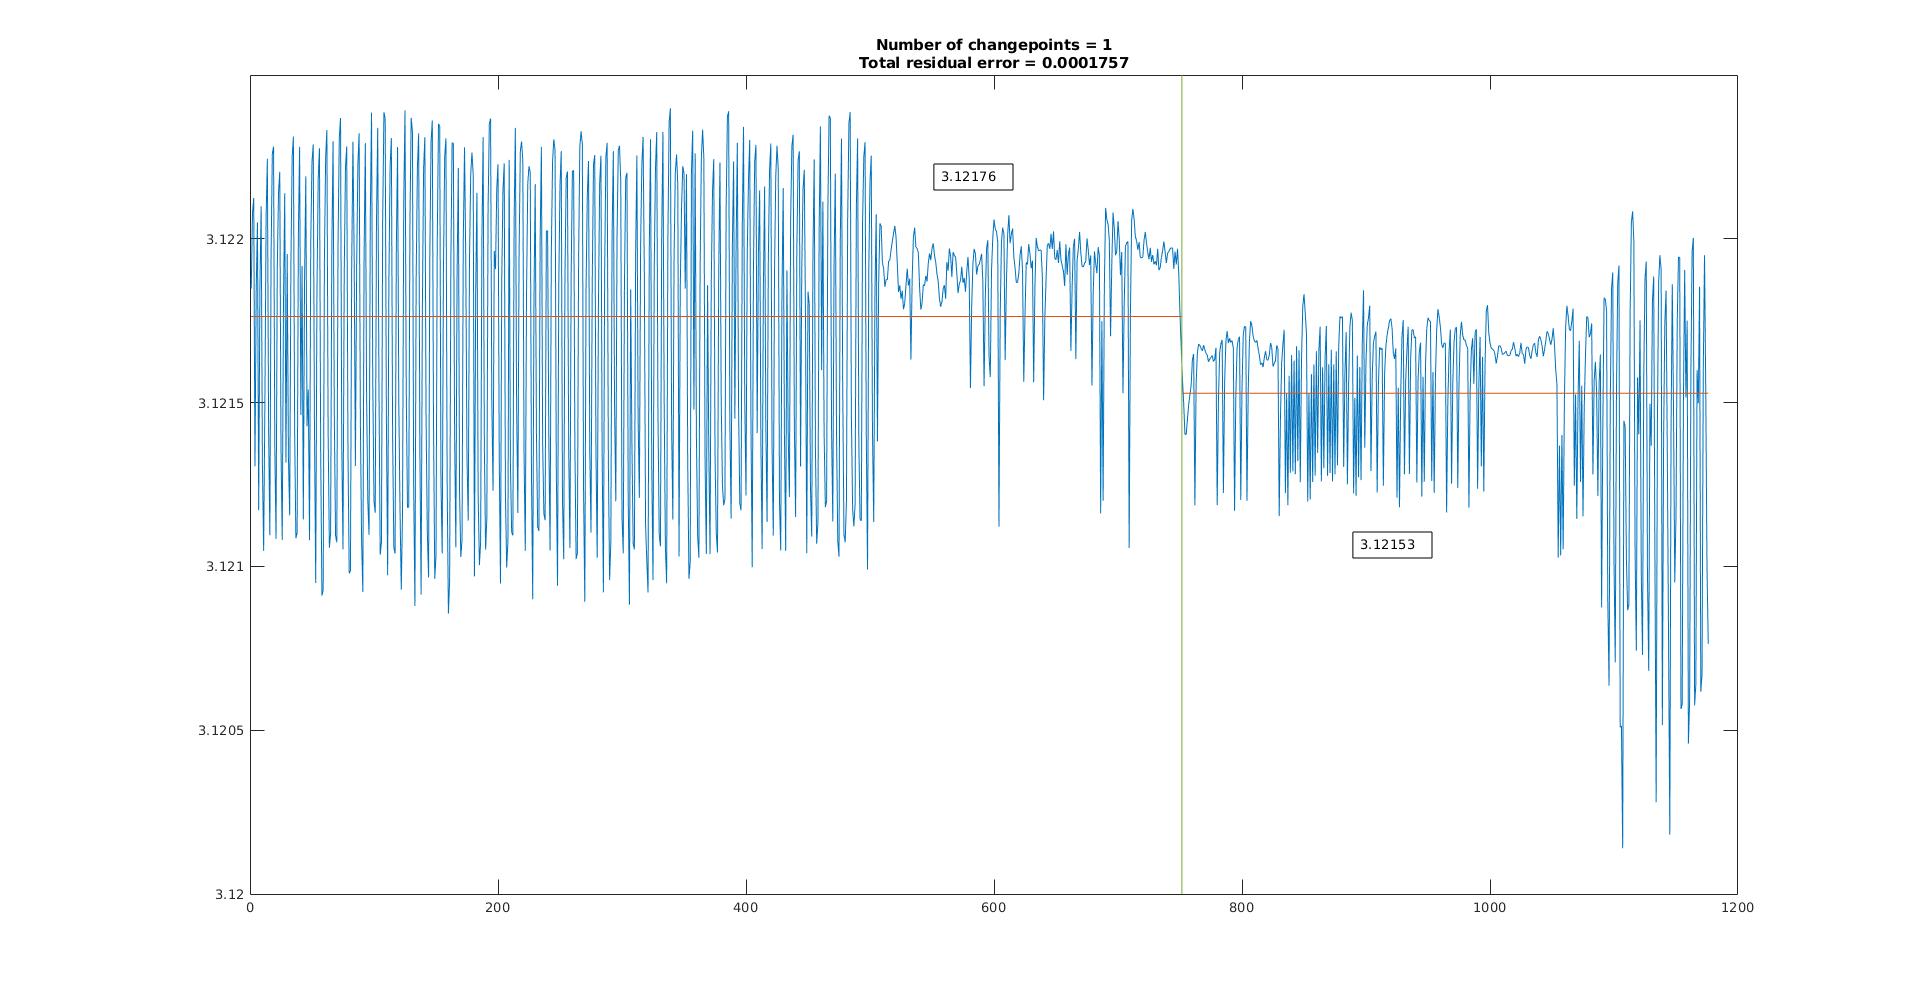 Number of changepoints = 1
Total residual error = 0.0001757
3.12176
3.122
3.1215
3.12153
3.121
3.1205
3.12
0 200 400 600 800 1000 1200